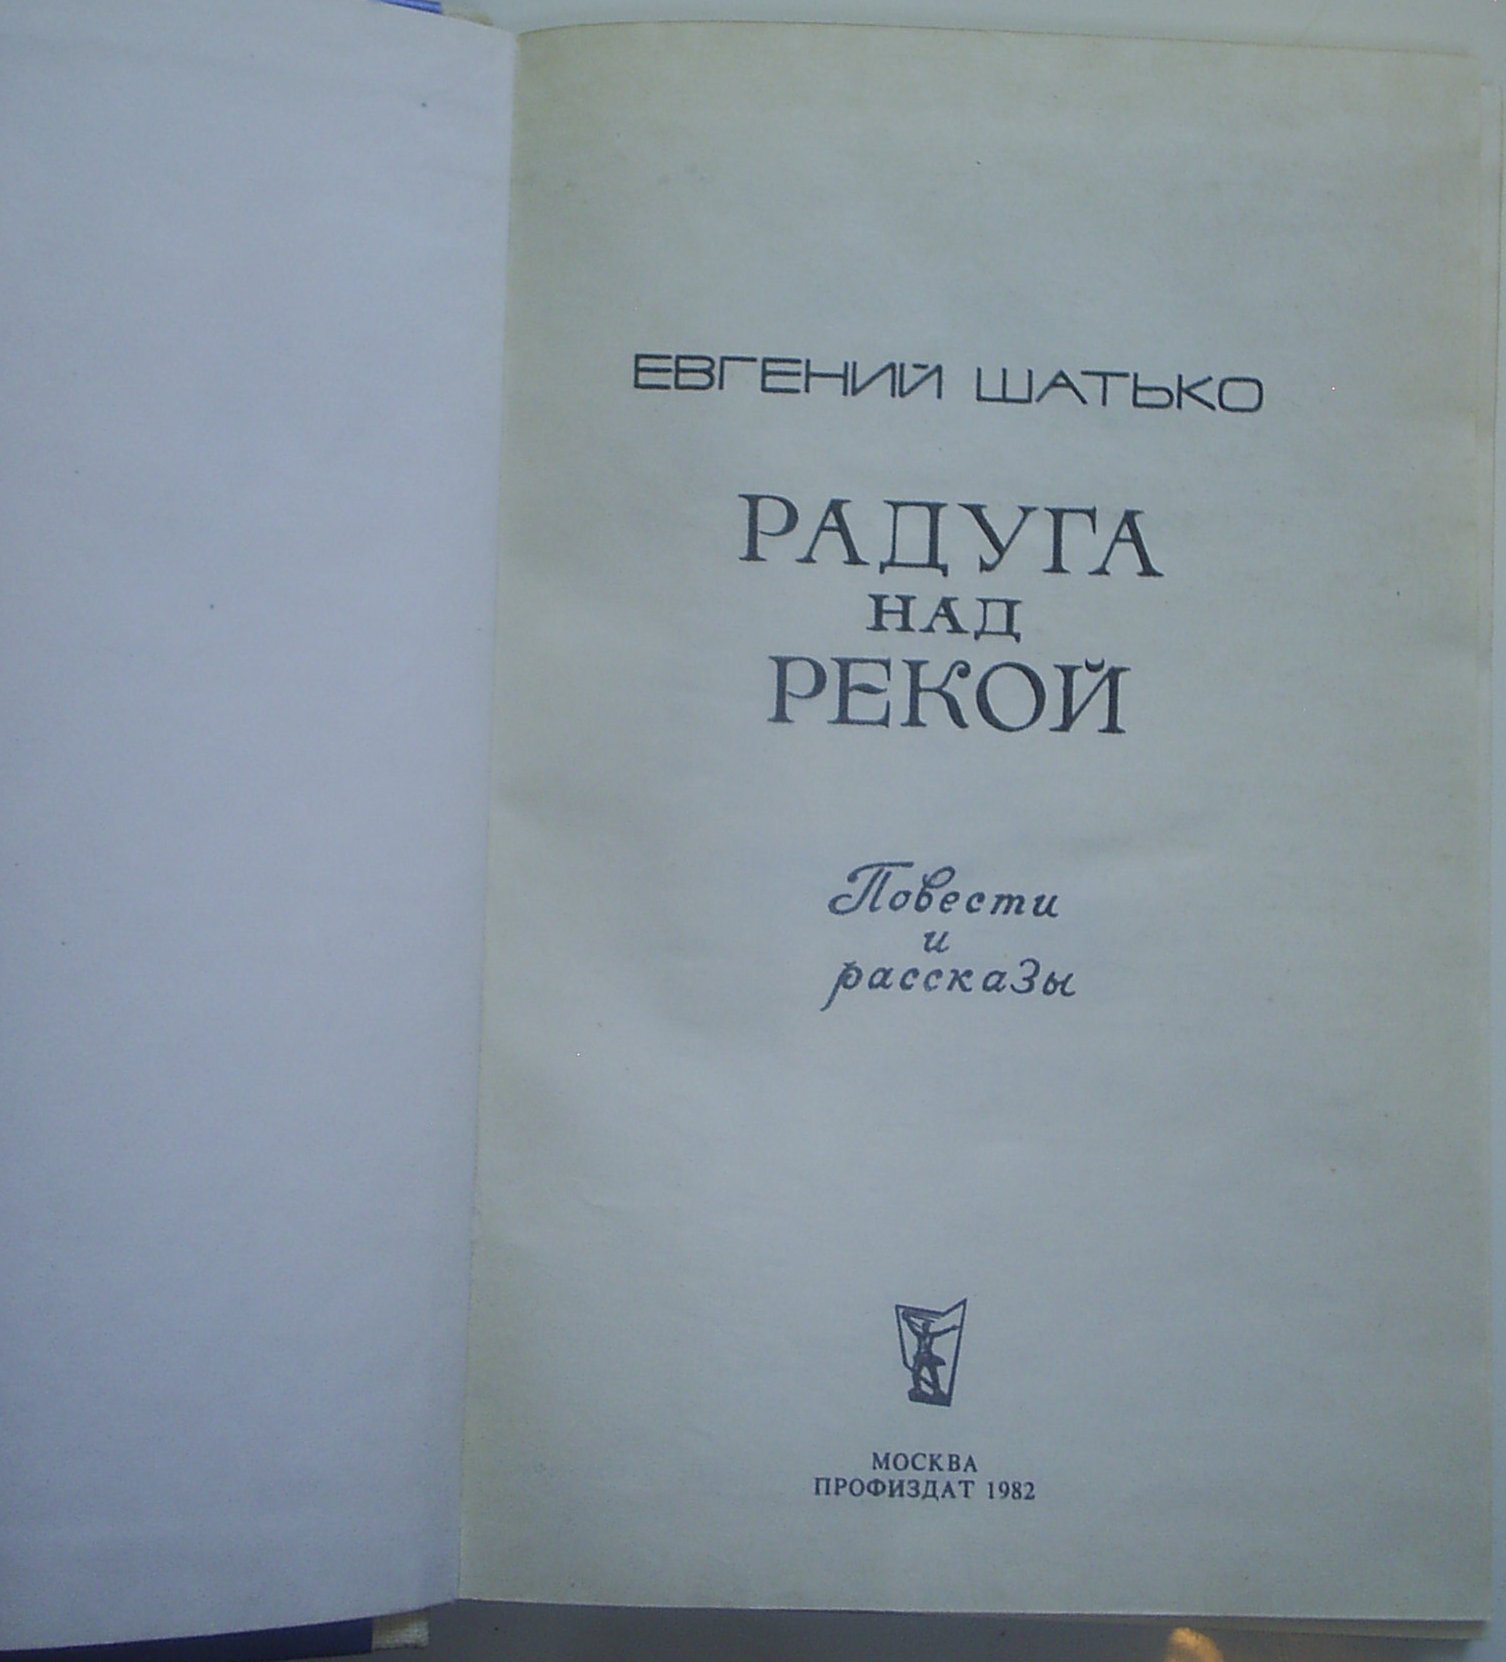 ЕВГЕНИЙ ШАТЬКО
РАДУГА
НАД
РЕКОЙ
Повести
и
рассказы
МОСКВА
ПРОФИЗДАТ 1982